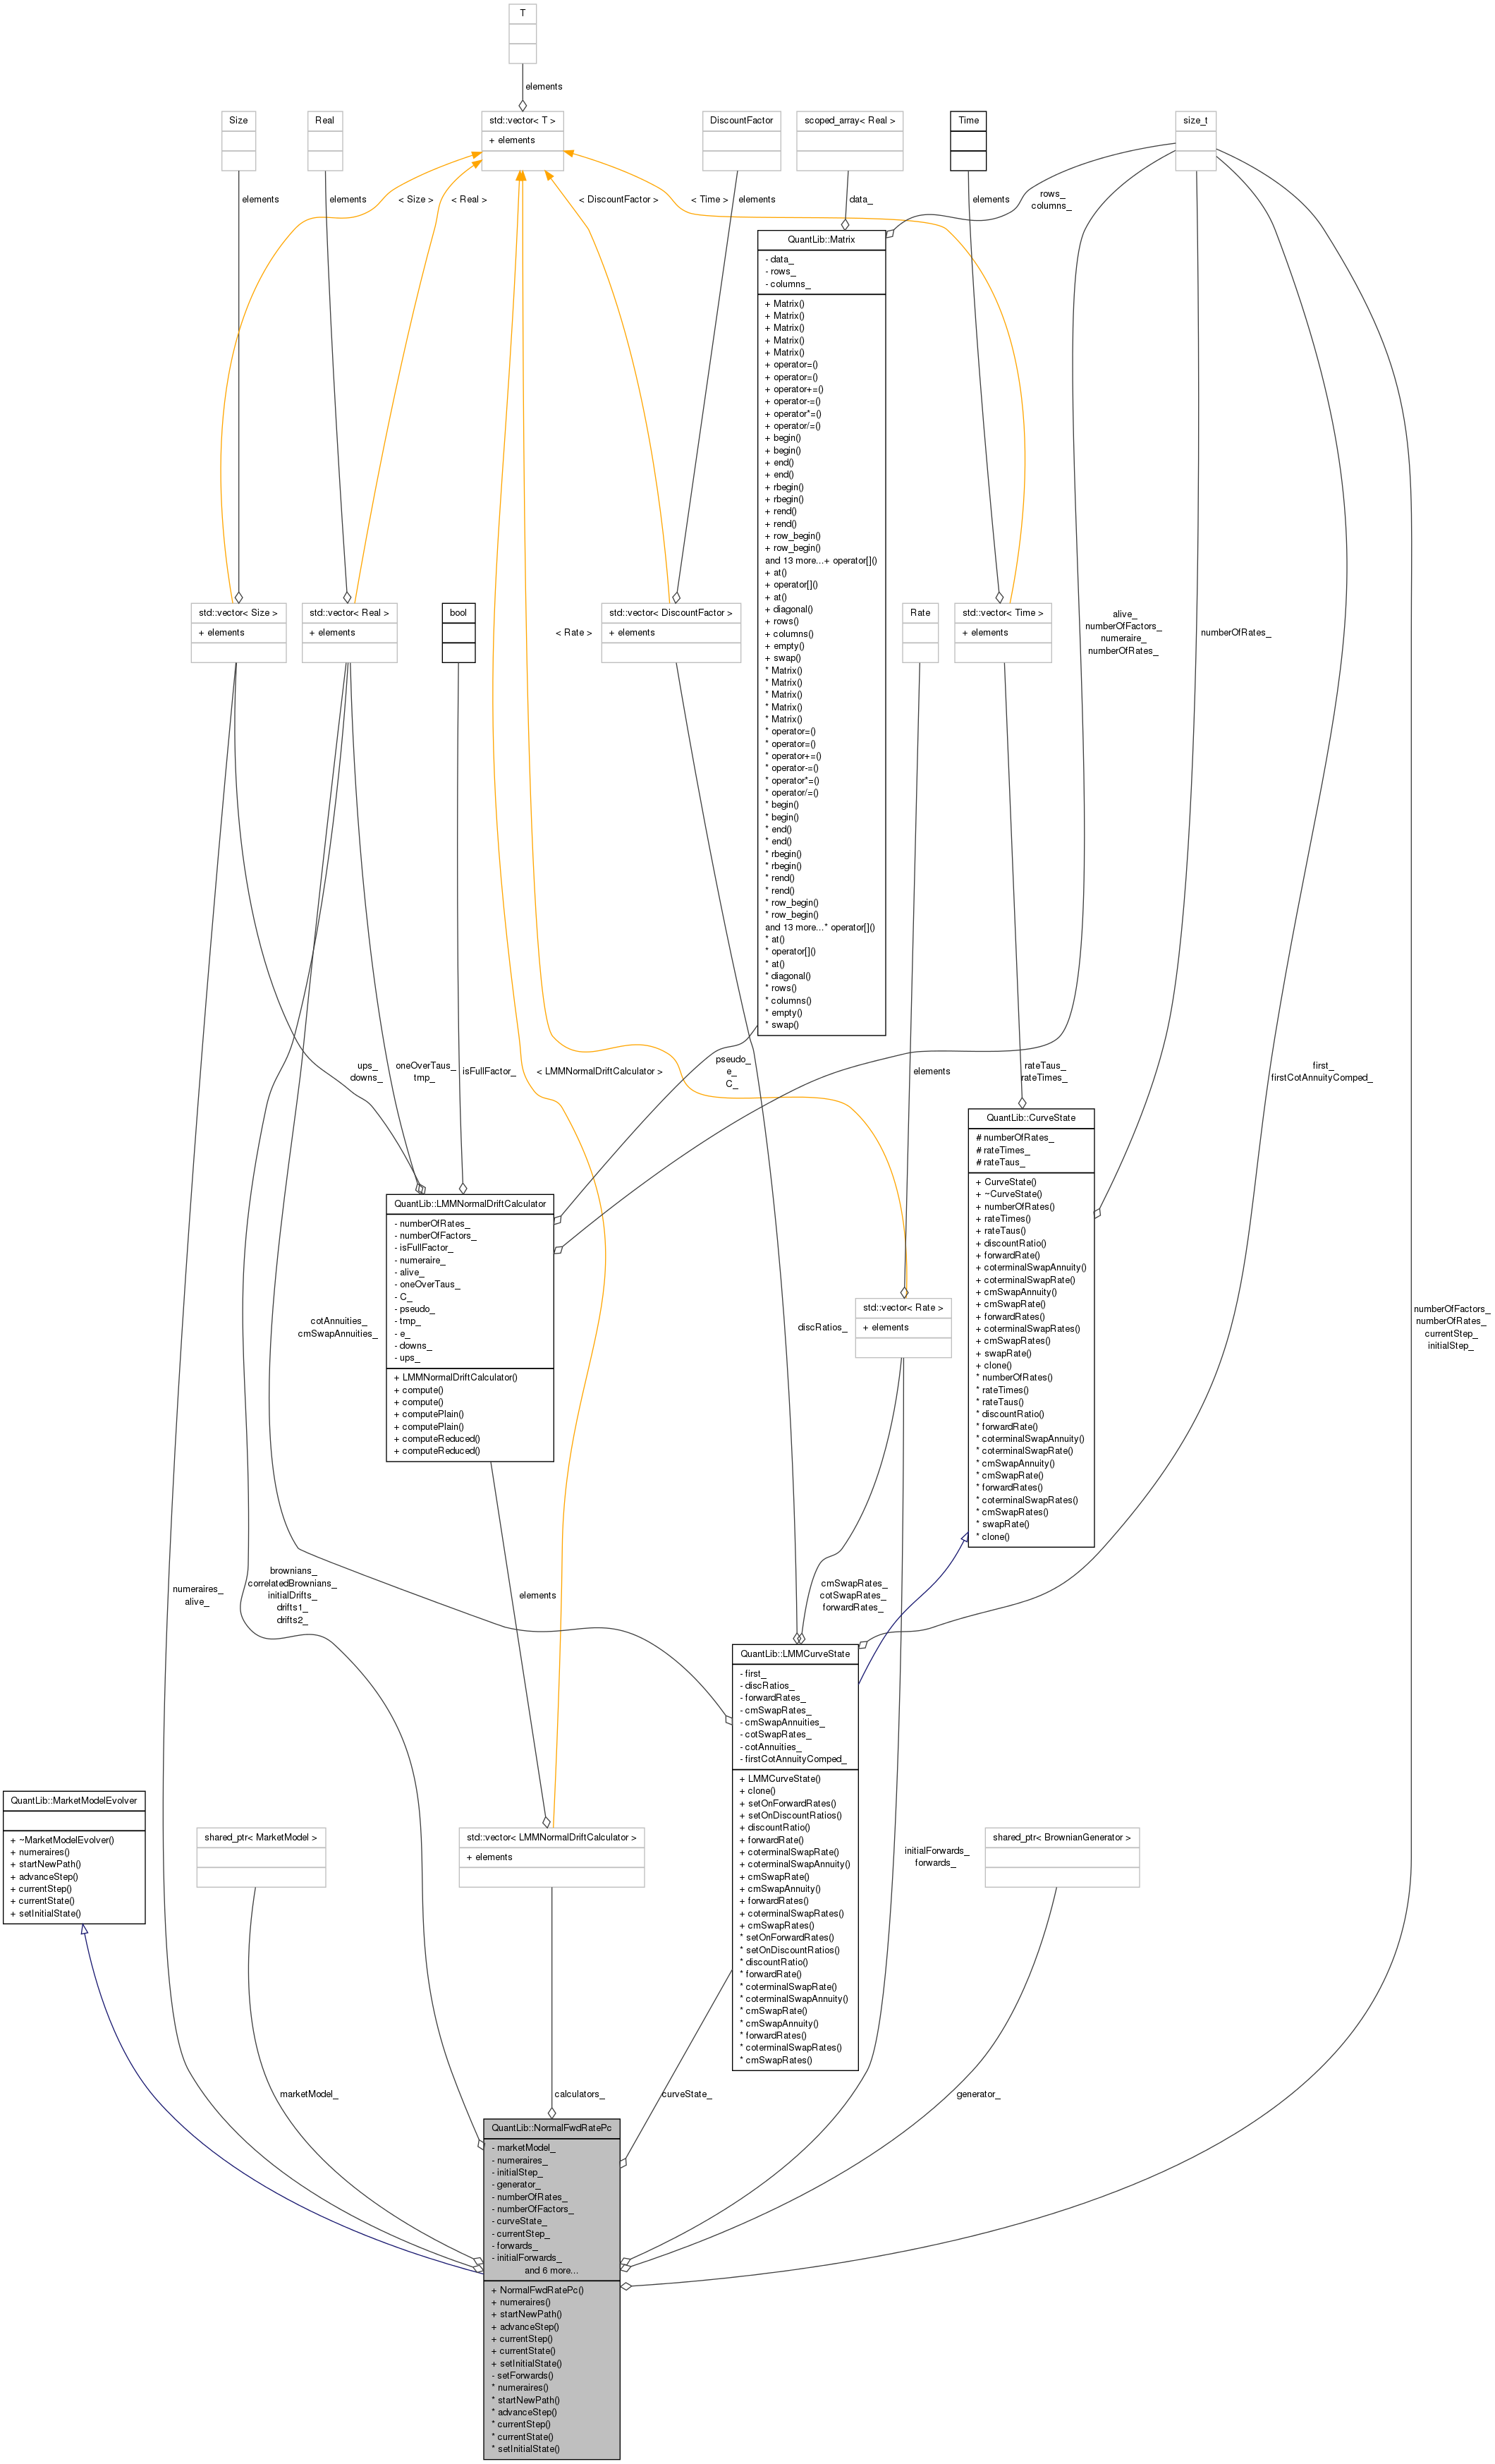 T
elements
Size
Real
std::vector< T >
+ elements
DiscountFactor
scoped_array< Real >
Time
size_t
elements
elements
< Size >
< Real >
< DiscountFactor >
elements
< Time >
data_
elements
rows_
columns_
QuantLib::Matrix
- data_
- rows_
- columns_
+ Matrix()
+ Matrix()
+ Matrix()
+ Matrix()
+ Matrix()
+ operator=()
+ operator=()
+ operator+=()
+ operator-=()
+ operator*=()
+ operator/=()
+ begin()
+ begin()
+ end()
+ end()
+ rbegin()
+ rbegin()
+ rend()
+ rend()
+ row_begin()
+ row_begin()
and 13 more...+ operator[]()
+ at()
+ operator[]()
+ at()
+ diagonal()
+ rows()
+ columns()
+ empty()
+ swap()
* Matrix()
* Matrix()
* Matrix()
* Matrix()
* Matrix()
* operator=()
* operator=()
* operator+=()
* operator-=()
* operator*=()
* operator/=()
* begin()
* begin()
* end()
* end()
* rbegin()
* rbegin()
* rend()
* rend()
* row_begin()
* row_begin()
and 13 more...* operator[]()
* at()
* operator[]()
* at()
* diagonal()
* rows()
* columns()
* empty()
* swap()
std::vector< Size >
+ elements
std::vector< Real >
+ elements
bool
< Rate >
std::vector< DiscountFactor >
+ elements
Rate
std::vector< Time >
+ elements
alive_
numberOfFactors_
numeraire_
numberOfRates_
numberOfRates_
ups_
downs_
oneOverTaus_
tmp_
isFullFactor_
< LMMNormalDriftCalculator >
pseudo_
e_
C_
elements
rateTaus_
rateTimes_
first_
firstCotAnnuityComped_
QuantLib::CurveState
# numberOfRates_
# rateTimes_
# rateTaus_
+ CurveState()
+ ~CurveState()
+ numberOfRates()
+ rateTimes()
+ rateTaus()
+ discountRatio()
+ forwardRate()
+ coterminalSwapAnnuity()
+ coterminalSwapRate()
+ cmSwapAnnuity()
+ cmSwapRate()
+ forwardRates()
+ coterminalSwapRates()
+ cmSwapRates()
+ swapRate()
+ clone()
* numberOfRates()
* rateTimes()
* rateTaus()
* discountRatio()
* forwardRate()
* coterminalSwapAnnuity()
* coterminalSwapRate()
* cmSwapAnnuity()
* cmSwapRate()
* forwardRates()
* coterminalSwapRates()
* cmSwapRates()
* swapRate()
* clone()
QuantLib::LMMNormalDriftCalculator
- numberOfRates_
- numberOfFactors_
- isFullFactor_
- numeraire_
- alive_
- oneOverTaus_
- C_
- pseudo_
- tmp_
- e_
- downs_
- ups_
+ LMMNormalDriftCalculator()
+ compute()
+ compute()
+ computePlain()
+ computePlain()
+ computeReduced()
+ computeReduced()
cotAnnuities_
cmSwapAnnuities_
discRatios_
std::vector< Rate >
+ elements
numberOfFactors_
numberOfRates_
currentStep_
initialStep_
numeraires_
alive_
brownians_
correlatedBrownians_
initialDrifts_
drifts1_
drifts2_
elements
cmSwapRates_
cotSwapRates_
forwardRates_
QuantLib::LMMCurveState
- first_
- discRatios_
- forwardRates_
- cmSwapRates_
- cmSwapAnnuities_
- cotSwapRates_
- cotAnnuities_
- firstCotAnnuityComped_
+ LMMCurveState()
+ clone()
+ setOnForwardRates()
+ setOnDiscountRatios()
+ discountRatio()
+ forwardRate()
+ coterminalSwapRate()
+ coterminalSwapAnnuity()
+ cmSwapRate()
+ cmSwapAnnuity()
+ forwardRates()
+ coterminalSwapRates()
+ cmSwapRates()
* setOnForwardRates()
* setOnDiscountRatios()
* discountRatio()
* forwardRate()
* coterminalSwapRate()
* coterminalSwapAnnuity()
* cmSwapRate()
* cmSwapAnnuity()
* forwardRates()
* coterminalSwapRates()
* cmSwapRates()
QuantLib::MarketModelEvolver
+ ~MarketModelEvolver()
+ numeraires()
+ startNewPath()
+ advanceStep()
+ currentStep()
+ currentState()
+ setInitialState()
shared_ptr< MarketModel >
std::vector< LMMNormalDriftCalculator >
+ elements
initialForwards_
forwards_
shared_ptr< BrownianGenerator >
marketModel_
calculators_
curveState_
generator_
QuantLib::NormalFwdRatePc
- marketModel_
- numeraires_
- initialStep_
- generator_
- numberOfRates_
- numberOfFactors_
- curveState_
- currentStep_
- forwards_
- initialForwards_
and 6 more...
+ NormalFwdRatePc()
+ numeraires()
+ startNewPath()
+ advanceStep()
+ currentStep()
+ currentState()
+ setInitialState()
- setForwards()
* numeraires()
* startNewPath()
* advanceStep()
* currentStep()
* currentState()
* setInitialState()